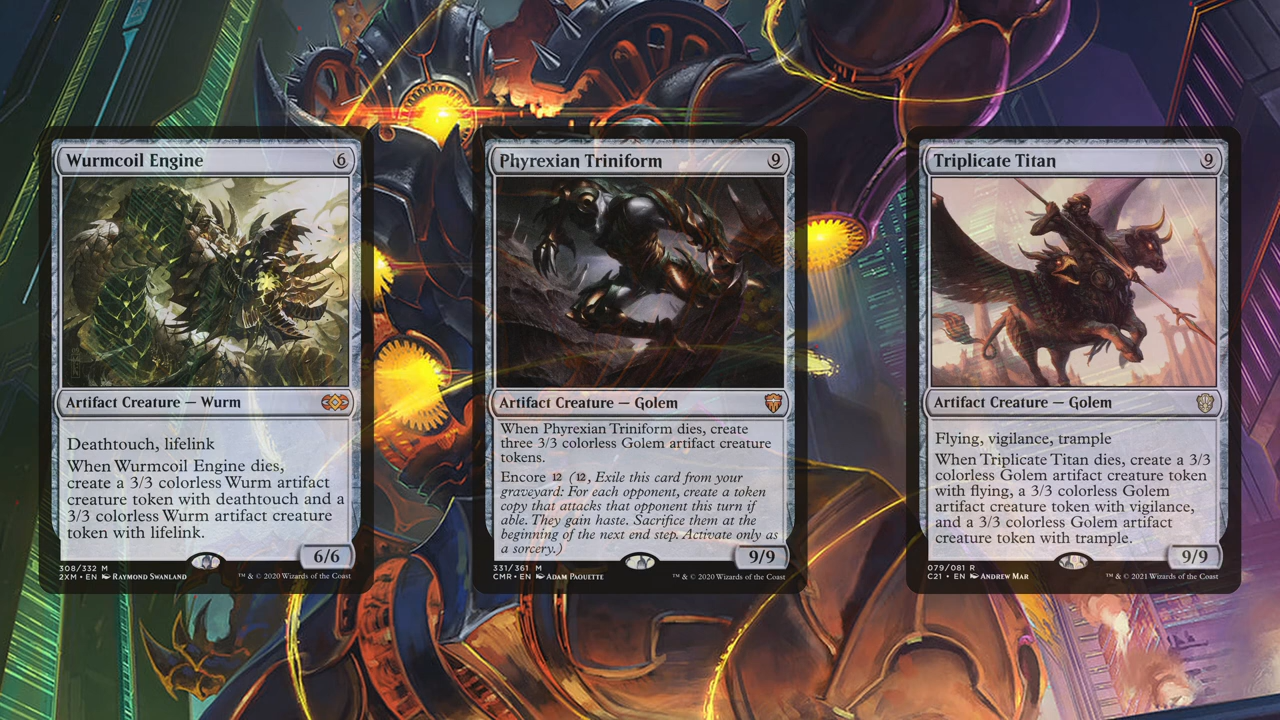 Wurmcoil Engine 6
Artifact Creature — Wurm
Deathtouch, lifelink
When Wurmcoil Engine dies,
create a 3/3 colorless Wurm artifact
creature token with deathtouch and a
3/3 colorless Wurm artifact creature
token with lifelink.
6/6
308/332 M
2XM • EN RAYMOND SWANLAND
™ & © 2020 Wizards of the Coast
Phyrexian Triniform 9
Artifact Creature — Golem
When Phyrexian Triniform dies, create
three 3/3 colorless Golem artifact creature
tokens.
Encore 12 (12, Exile this card from your
graveyard: For each opponent, create a token
copy that attacks that opponent this turn if
able. They gain haste. Sacrifice them at the
beginning of the next end step. Activate only as
a sorcery.)
9/9
331/361 M
CMR • EN ADAM PAQUETTE
™ & © 2020 Wizards of the Coast
Triplicate Titan 9
Artifact Creature — Golem
Flying, vigilance, trample
When Triplicate Titan dies, create a 3/3
colorless Golem artifact creature token
with flying, a 3/3 colorless Golem
artifact creature token with vigilance,
and a 3/3 colorless Golem artifact
creature token with trample.
9/9
079/081 R
C21 • EN ANDREW MAR
™ & © 2021 Wizards of the Coast